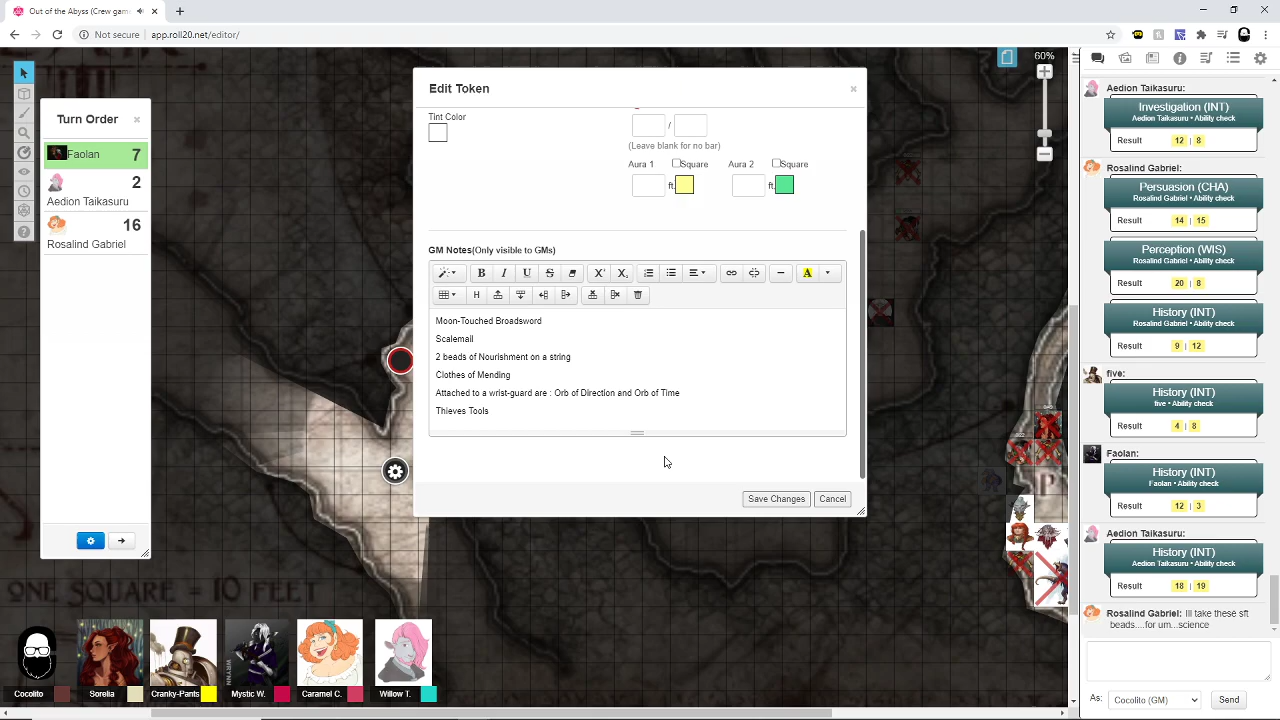 Out of the Abyss (Crew gam
Not secure | app.roll20.net/editor/
60%
Turn Order
Faolan 7
2
Aedion Taikasuru
16
Rosalind Gabriel
Edit Token
Tint Color
/
(Leave blank for no bar)
Aura 1 Square Aura 2 Square
ft. ft.
GM Notes(Only visible to GMs)
B I U S
H
Moon-Touched Broadsword
Scalemail
2 beads of Nourishment on a string
Clothes of Mending
Attached to a wrist-guard are : Orb of Direction and Orb of Time
Thieves Tools
Save Changes Cancel
ONE SQUARE = 10 FEET
Cocolito Sorelia Cranky-Pants Mystic W. Caramel C. Willow T.
Aedion Taikasuru:
Investigation (INT)
Aedion Taikasuru • Ability check
Result 12 | 8
Rosalind Gabriel:
Persuasion (CHA)
Rosalind Gabriel • Ability check
Result 14 | 15
Perception (WIS)
Rosalind Gabriel • Ability check
Result 20 | 8
History (INT)
Rosalind Gabriel • Ability check
Result 9 | 12
five:
History (INT)
five • Ability check
Result 4 | 8
Faolan:
History (INT)
Faolan • Ability check
Result 12 | 3
Aedion Taikasuru:
History (INT)
Aedion Taikasuru • Ability check
Result 18 | 19
Rosalind Gabriel: Ill take these sft
beads....for um...science
As: Cocolito (GM) Send